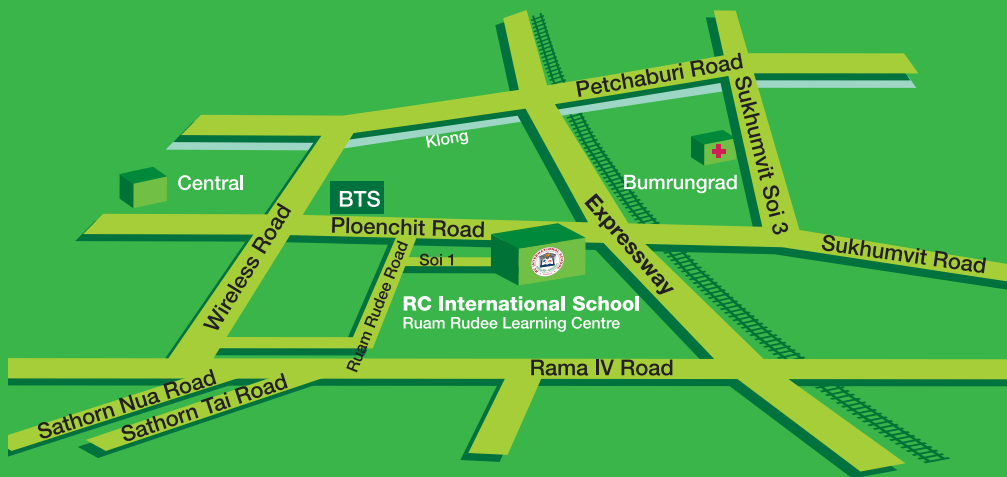 Petchaburi Road
Sukhumvit Soi 3
Klong
Central
BTS
Bumrungrad
Ploenchit Road
Wireless Road
Expressway
Sukhumvit Road
Soi 1
Ruam Rudee Road
RC International School
Ruam Rudee Learning Centre
Rama IV Road
Sathorn Nua Road
Sathorn Tai Road